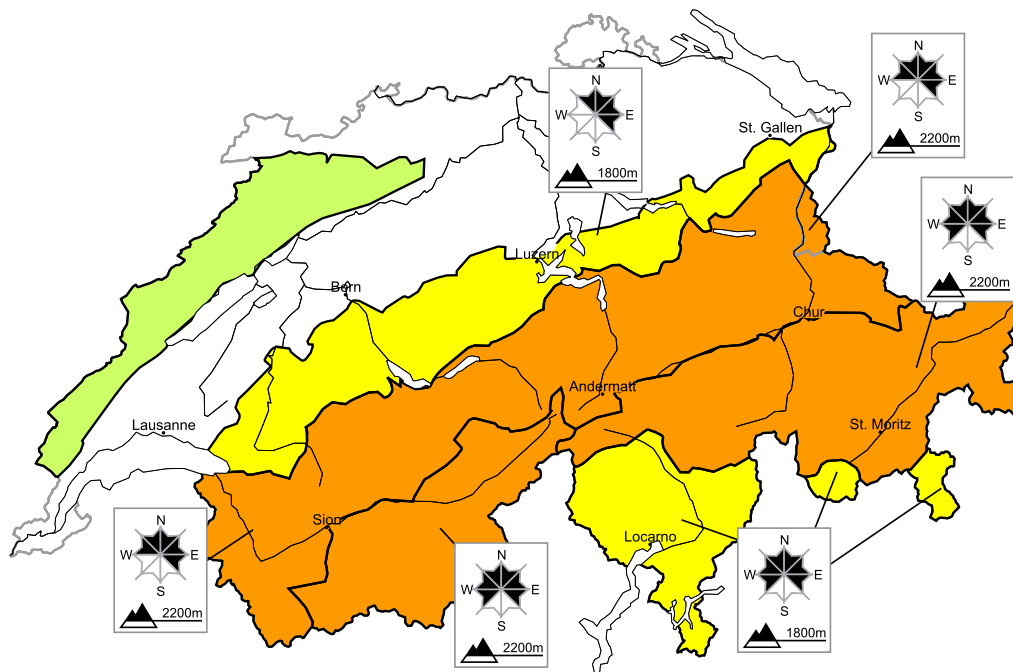 N
W E
S
2200m
N
W E
S
1800m
St. Gallen
N
W E
S
2200m
Luzern
Bern
Chur
Andermatt
Lausanne
St. Moritz
Sion
Locarno
N
W E
S
2200m
N
W E
S
2200m
N
W E
S
1800m